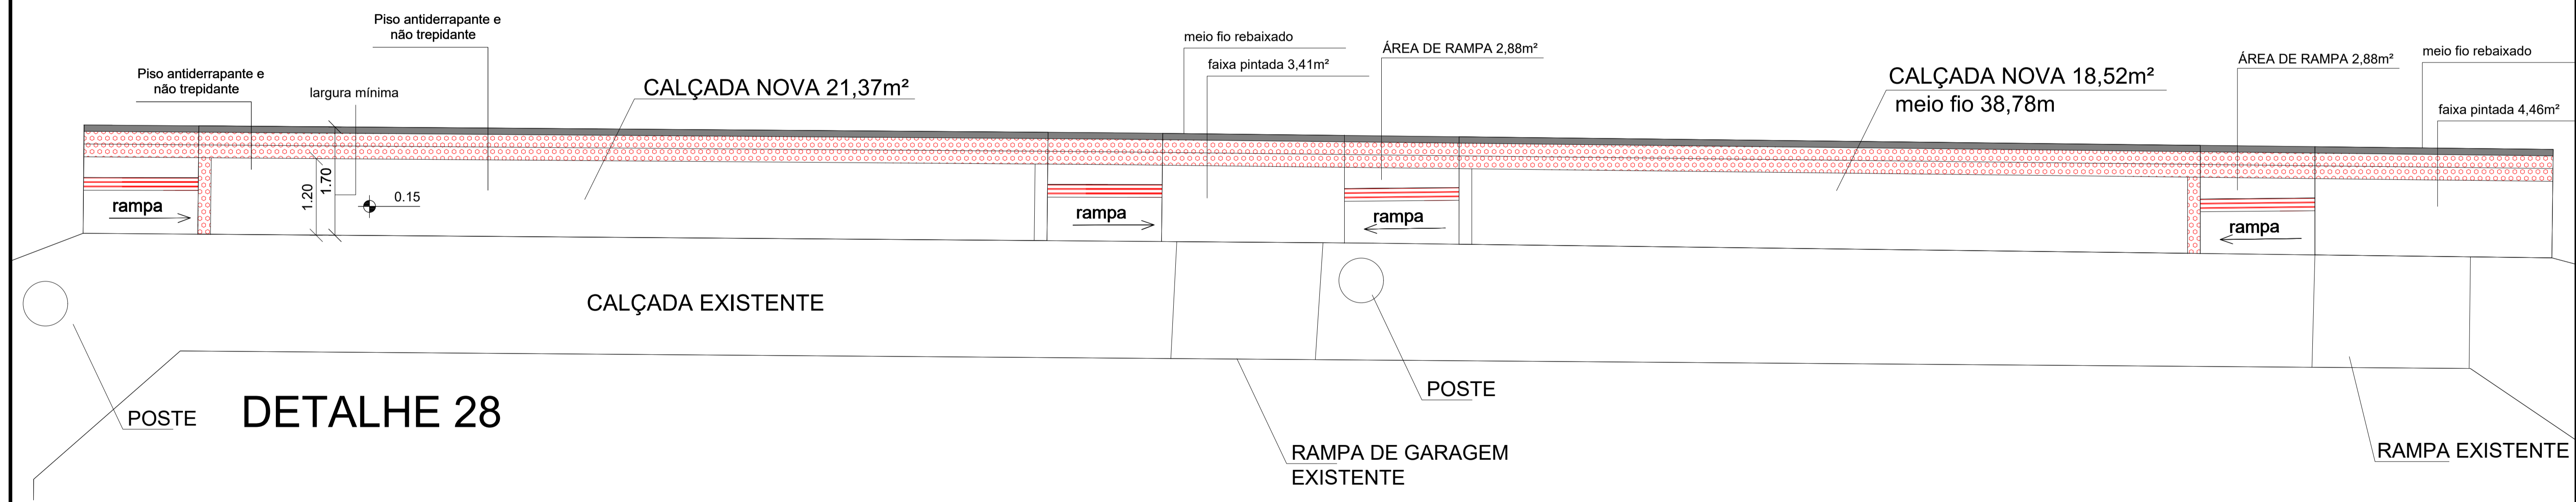 Piso antiderrapante e
não trepidante
Piso antiderrapante e
não trepidante
largura mínima
CALÇADA NOVA 21,37m²
meio fio rebaixado
faixa pintada 3,41m²
ÁREA DE RAMPA 2,88m²
CALÇADA NOVA 18,52m²
meio fio 38,78m
ÁREA DE RAMPA 2,88m²
meio fio rebaixado
faixa pintada 4,46m²
rampa
1.20
1.70
0.15
rampa
rampa
rampa
CALÇADA EXISTENTE
POSTE
DETALHE 28
POSTE
RAMPA DE GARAGEM
EXISTENTE
RAMPA EXISTENTE